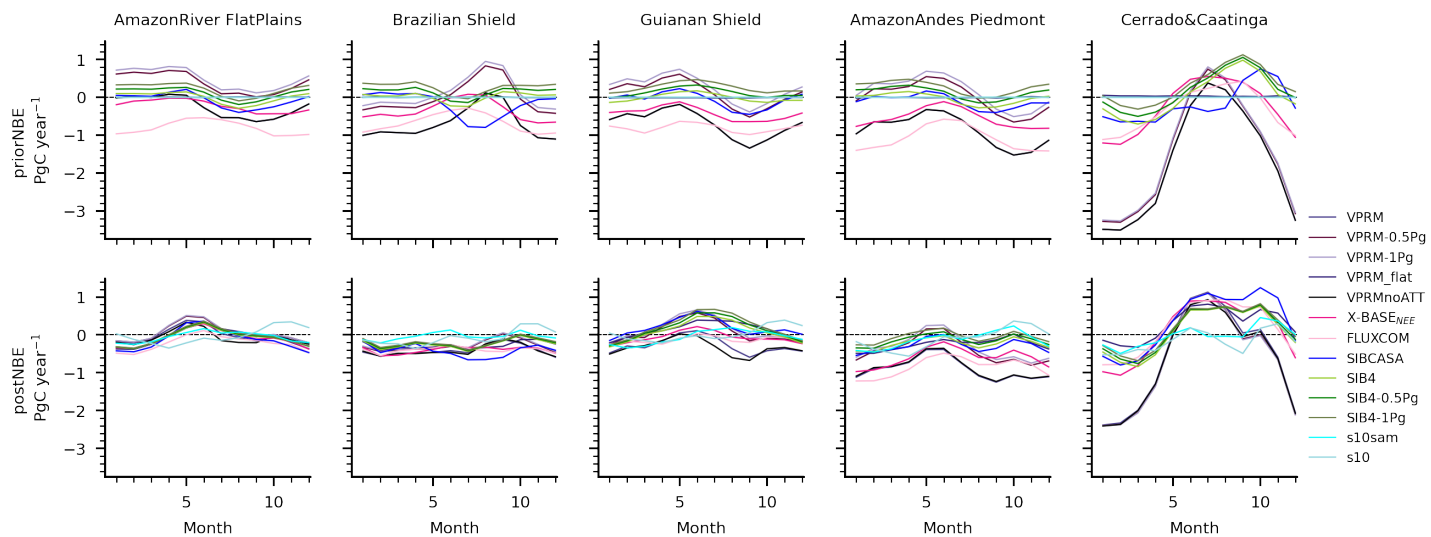 AmazonRiver FlatPlains
Brazilian Shield
Guianan Shield
AmazonAndes Piedmont
Cerrado&Caatinga
priorNBE
PgC year⁻¹
1
0
−1
−2
−3
postNBE
PgC year⁻¹
1
0
−1
−2
−3
5 10
5 10
5 10
5 10
5 10
Month
Month
Month
Month
Month
VPRM
VPRM-0.5Pg
VPRM-1Pg
VPRM_flat
VPRMnoATT
X-BASE_NEE
FLUXCOM
SIBCASA
SIB4
SIB4-0.5Pg
SIB4-1Pg
s10sam
s10